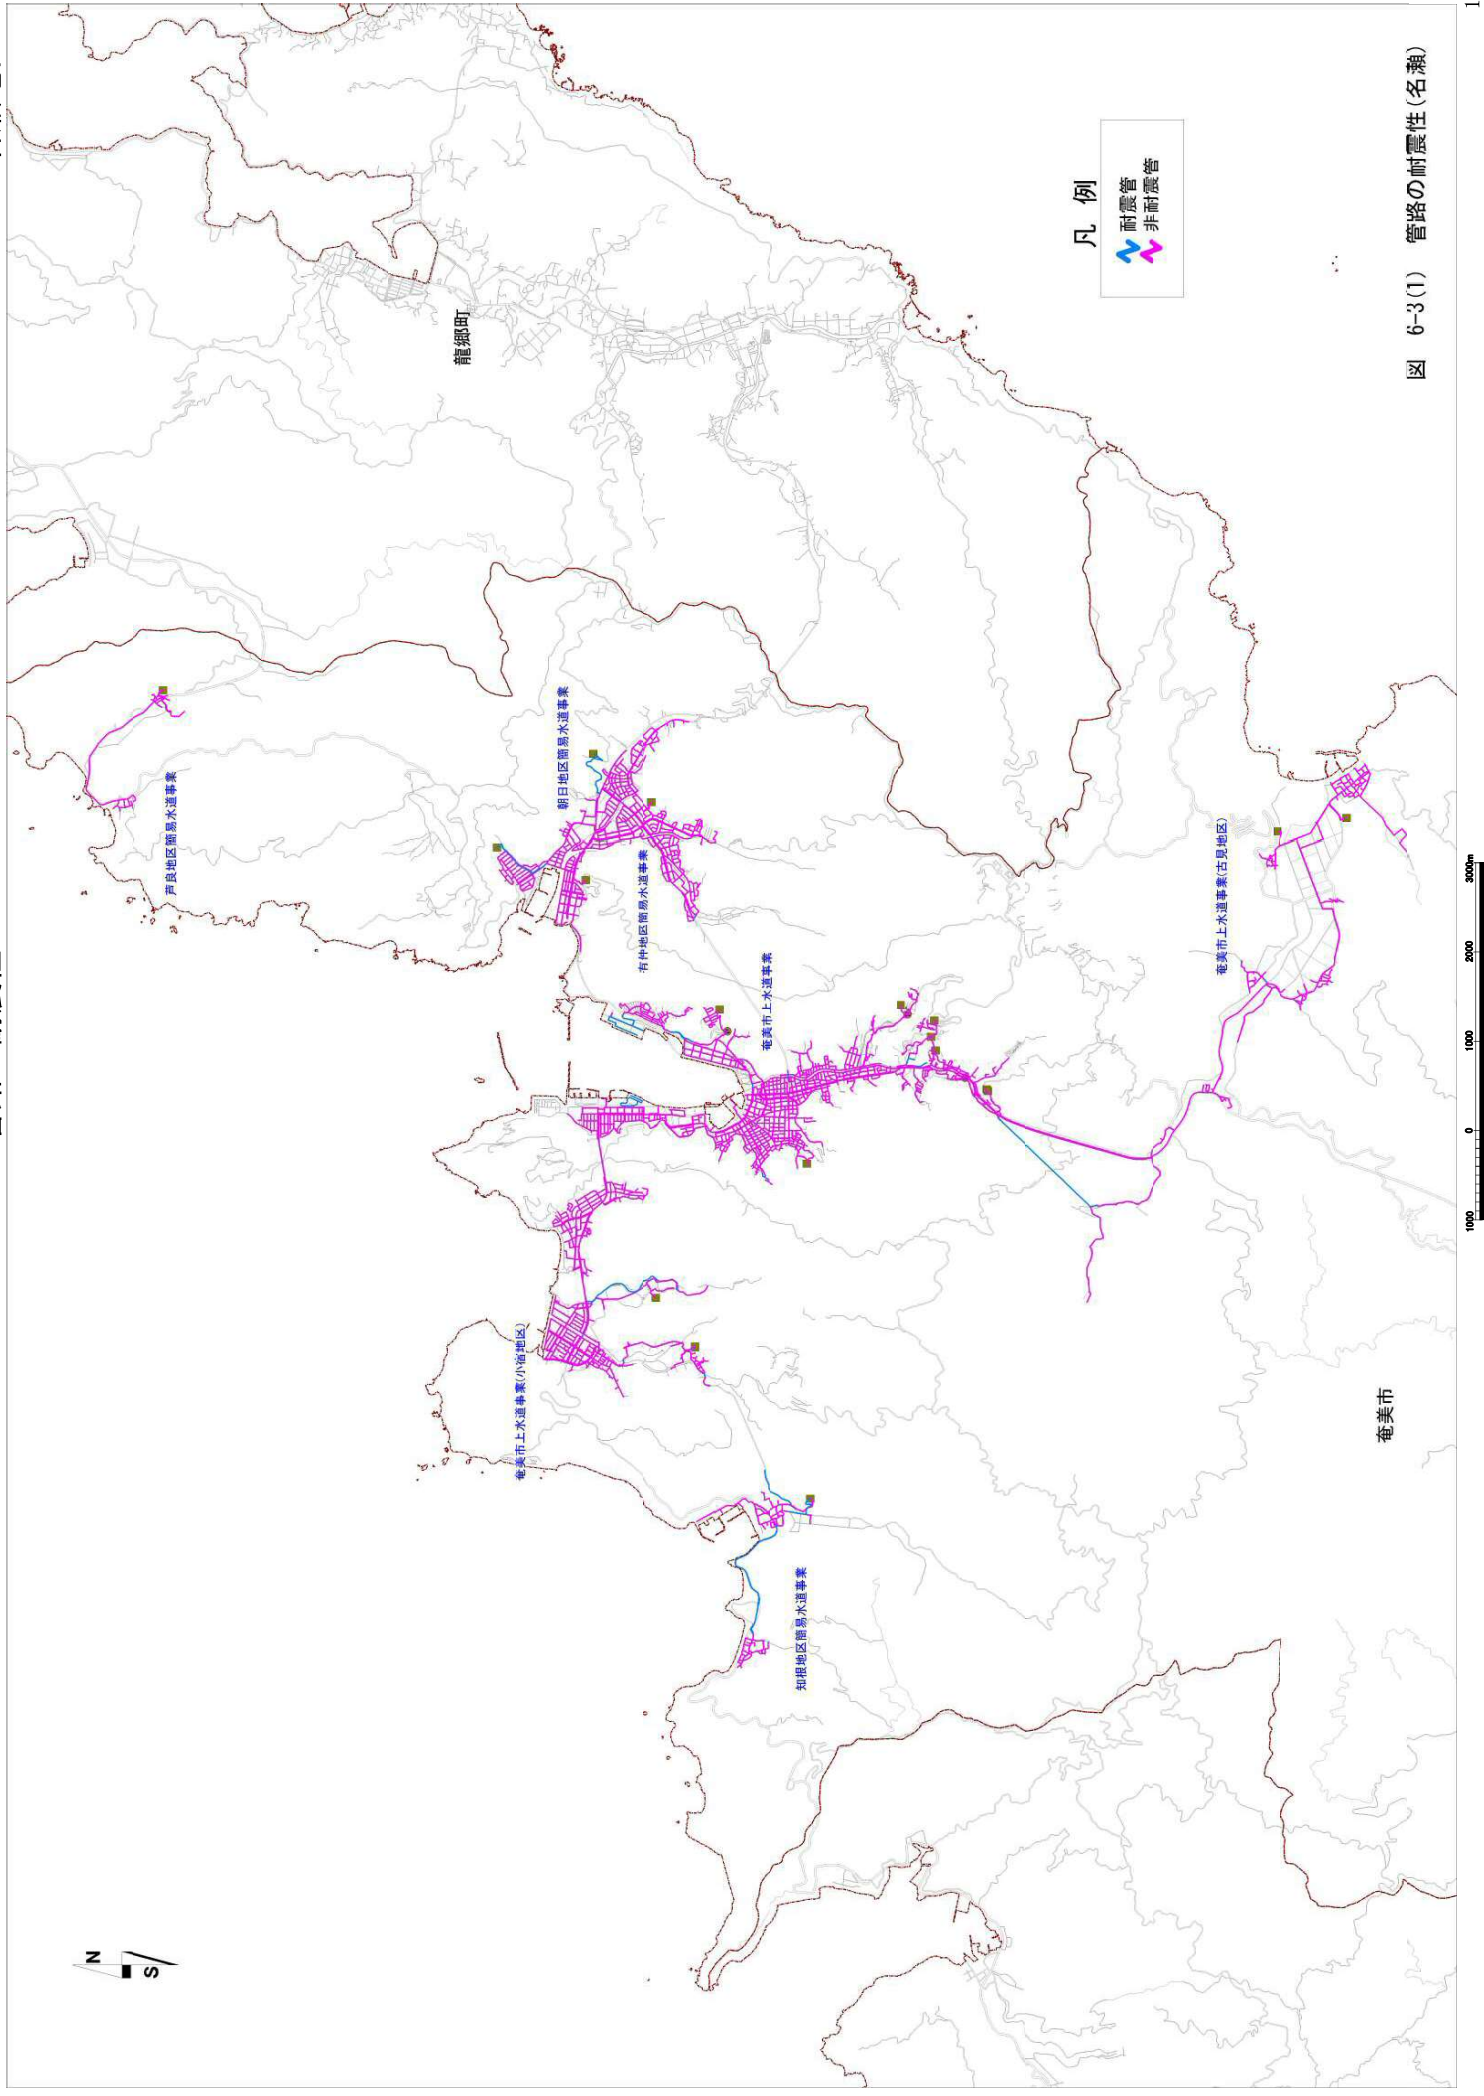 N
S
龍郷町
凡 例
耐震管
非耐震管
芦良地区簡易水道事業
朝日地区簡易水道事業
有仲地区簡易水道事業
奄美市上水道事業
奄美市上水道事業(古見地区)
奄美市上水道事業(小宿地区)
知根地区簡易水道事業
奄美市
1000 0 1000 2000 3000m
図 6-3(1) 管路の耐震性(名瀬)
1